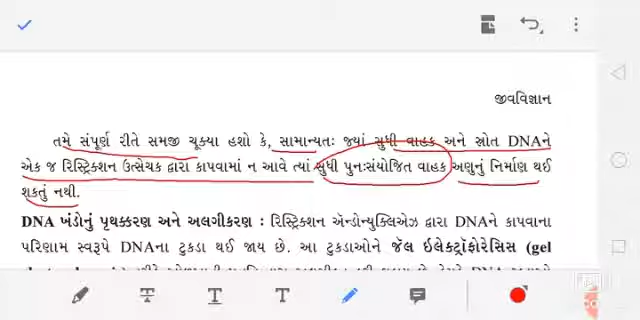 જીવવિજ્ઞાન
તમે સંપૂર્ણ રીતે સમજી ચૂક્યા હશો કે, સામાન્યતઃ જ્યાં સુધી વાહક અને સ્રોત DNAને
એક જ રિસ્ટ્રિક્શન ઉત્સેચક દ્વારા કાપવામાં ન આવે ત્યાં સુધી પુનઃસંયોજિત વાહક અણુનું નિર્માણ થઈ
શકતું નથી.
DNA ખંડોનું પૃથક્કરણ અને અલગીકરણ : રિસ્ટ્રિક્શન ઍન્ડોન્યુક્લિએઝ દ્વારા DNAને કાપવાના
પરિણામ સ્વરૂપે DNAના ટુકડા થઈ જાય છે. આ ટુકડાઓને જૅલ ઇલેક્ટ્રૉફોરેસિસ (gel